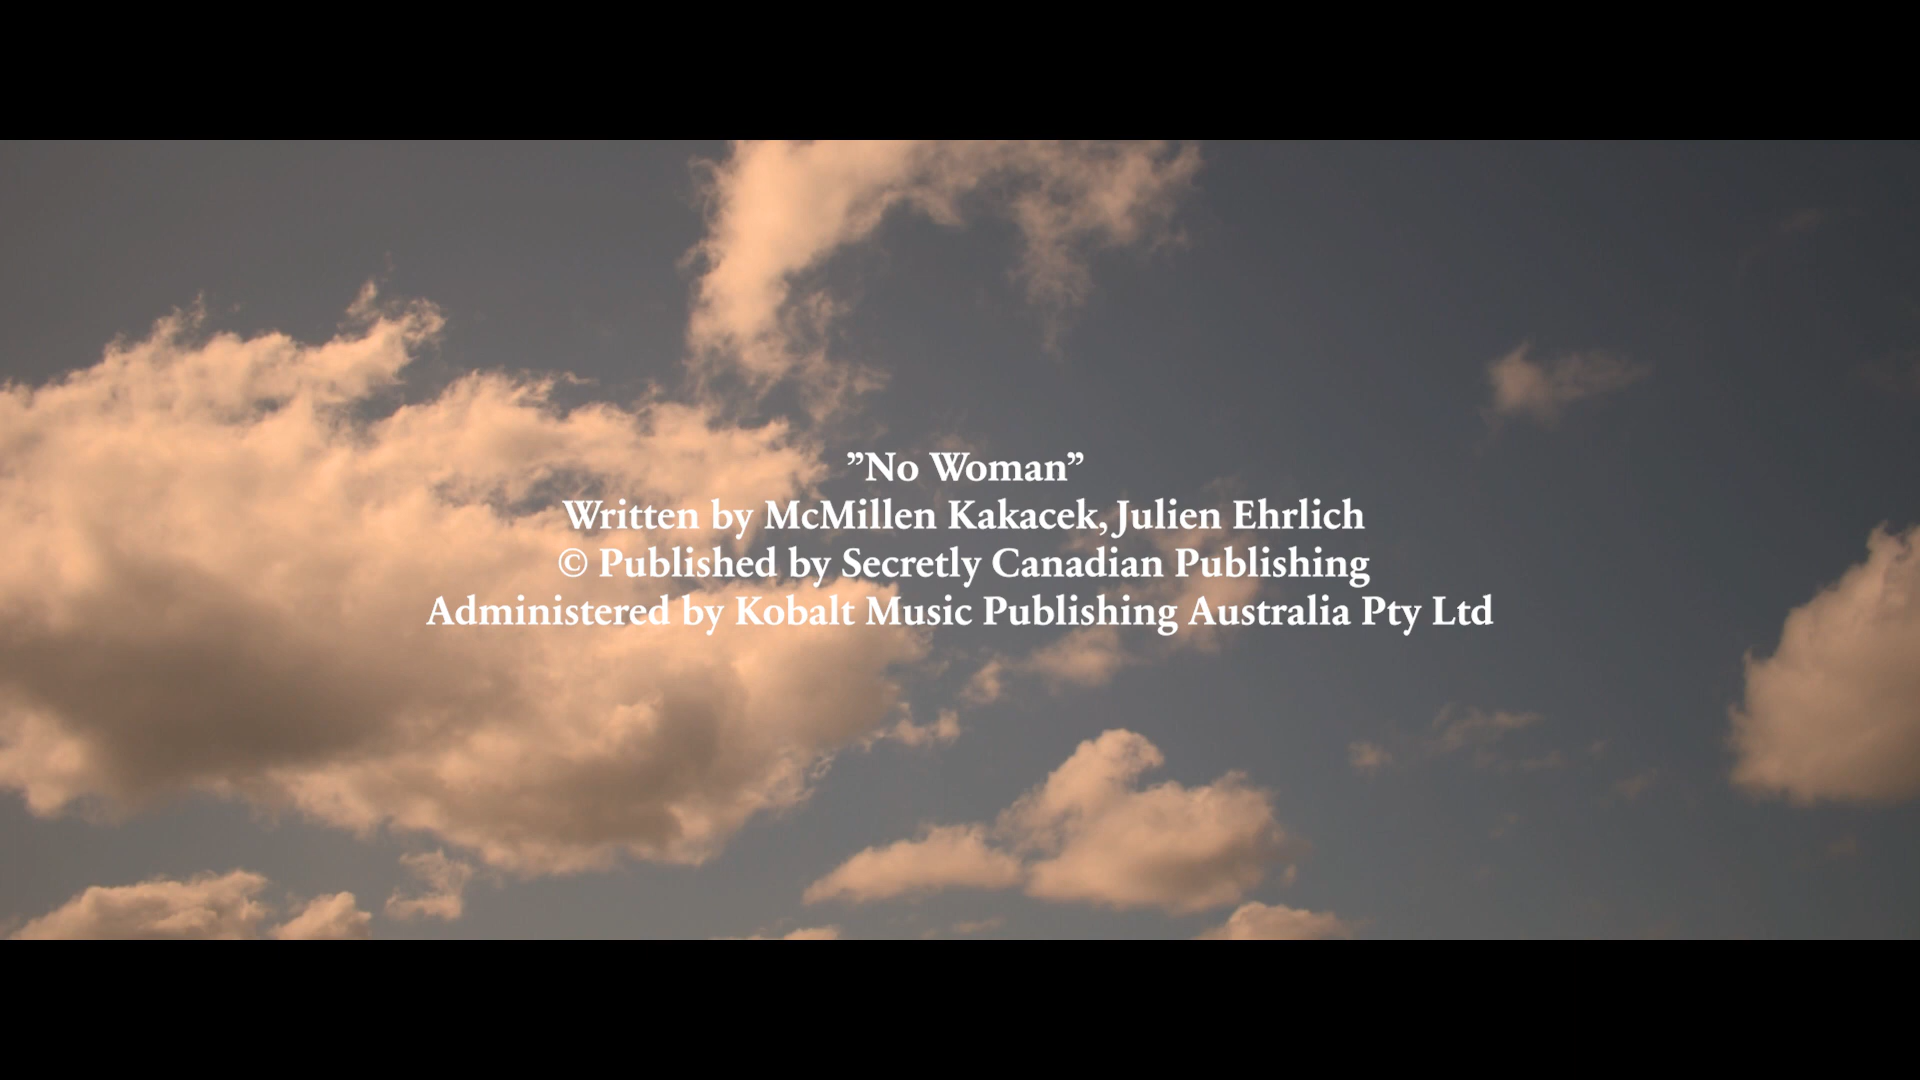 ”No Woman”
Written by McMillen Kakacek, Julien Ehrlich
© Published by Secretly Canadian Publishing
Administered by Kobalt Music Publishing Australia Pty Ltd